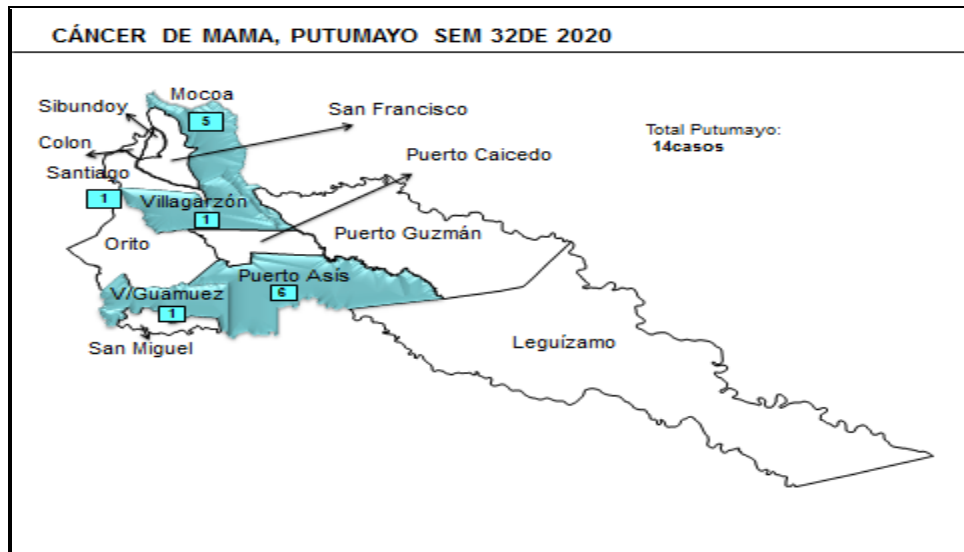 CÁNCER DE MAMA, PUTUMAYO SEM 32DE 2020
Mocoa
Sibundoy
5
San Francisco
Colon
Total Putumayo:
14casos
Puerto Caicedo
Santiago
1
Villagarzón
1
Orito
Puerto Guzmán
Puerto Asís
6
V/Guamuez
1
San Miguel
Leguízamo